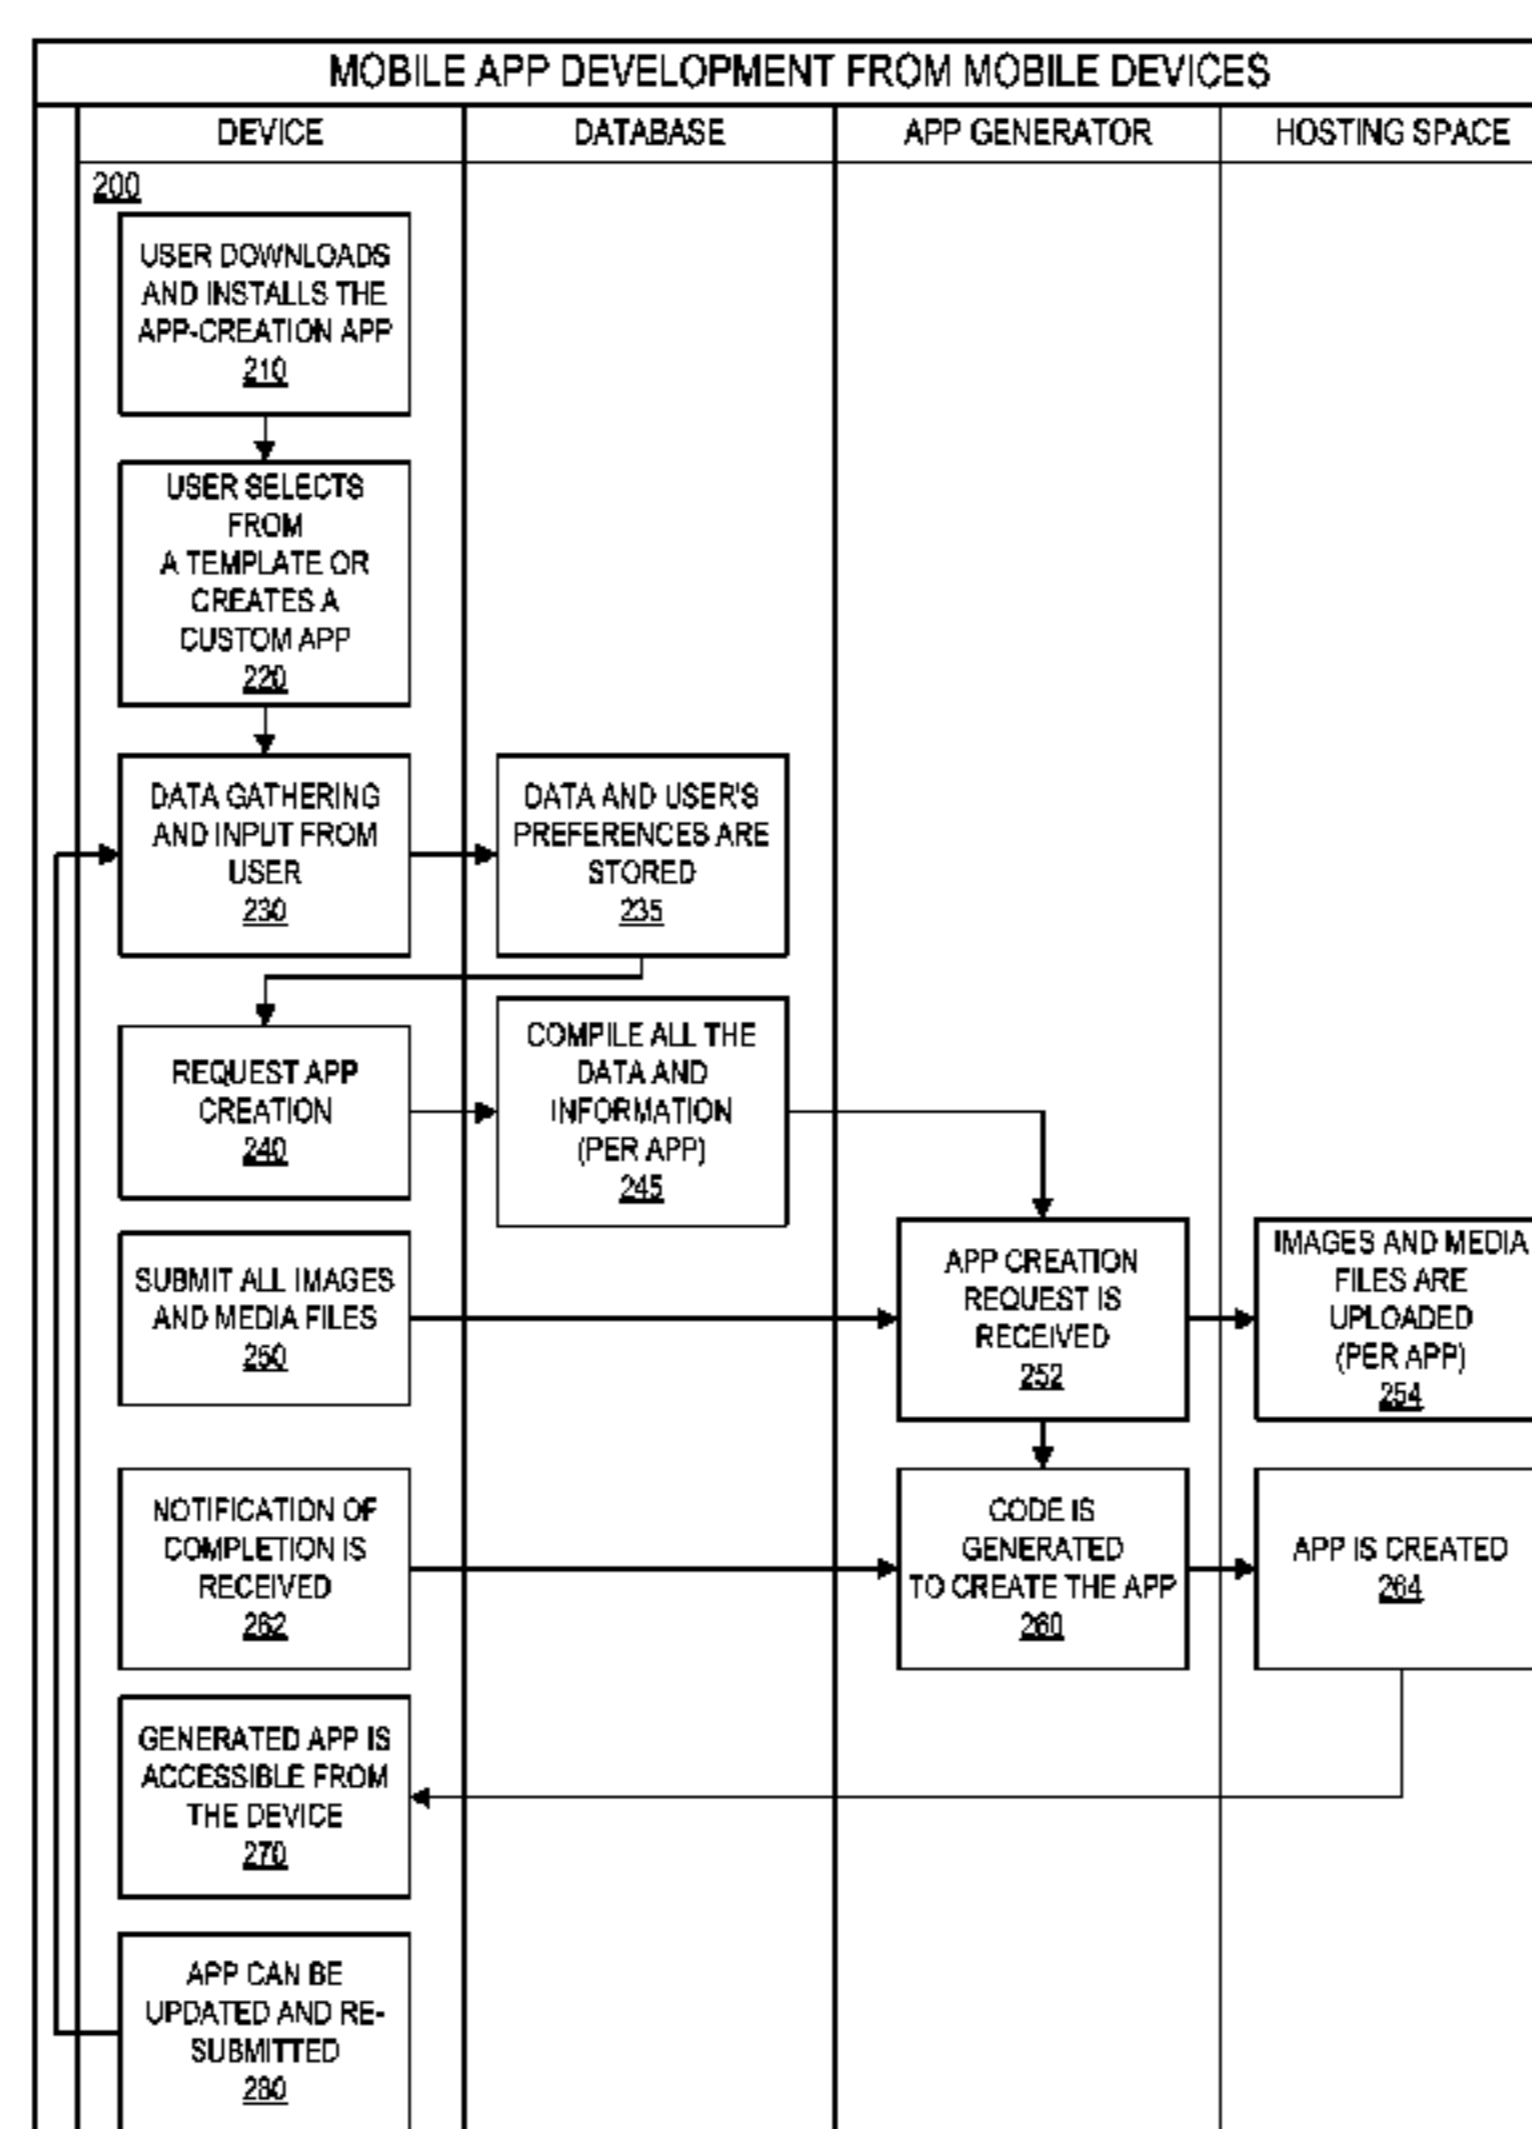 MOBILE APP DEVELOPMENT FROM MOBILE DEVICES
DEVICE
DATABASE
APP GENERATOR
HOSTING SPACE
200
USER DOWNLOADS
AND INSTALLS THE
APP-CREATION APP
210
USER SELECTS
FROM
A TEMPLATE OR
CREATES A
CUSTOM APP
220
DATA GATHERING
AND INPUT FROM
USER
230
DATA AND USER'S
PREFERENCES ARE
STORED
235
REQUEST APP
CREATION
240
COMPILE ALL THE
DATA AND
INFORMATION
(PER APP)
245
SUBMIT ALL IMAGES
AND MEDIA FILES
250
APP CREATION
REQUEST IS
RECEIVED
252
IMAGES AND MEDIA
FILES ARE
UPLOADED
(PER APP)
254
NOTIFICATION OF
COMPLETION IS
RECEIVED
262
CODE IS
GENERATED
TO CREATE THE APP
260
APP IS CREATED
264
GENERATED APP IS
ACCESSIBLE FROM
THE DEVICE
270
APP CAN BE
UPDATED AND RE-
SUBMITTED
280